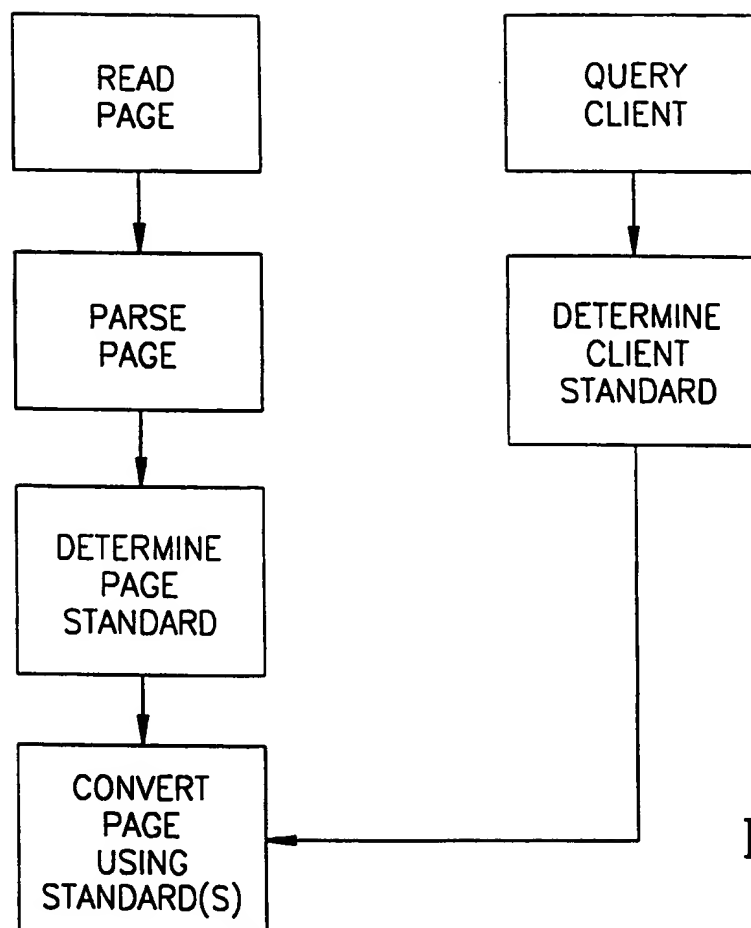 READ
PAGE
QUERY
CLIENT
PARSE
PAGE
DETERMINE
CLIENT
STANDARD
DETERMINE
PAGE
STANDARD
CONVERT
PAGE
USING
STANDARD(S)